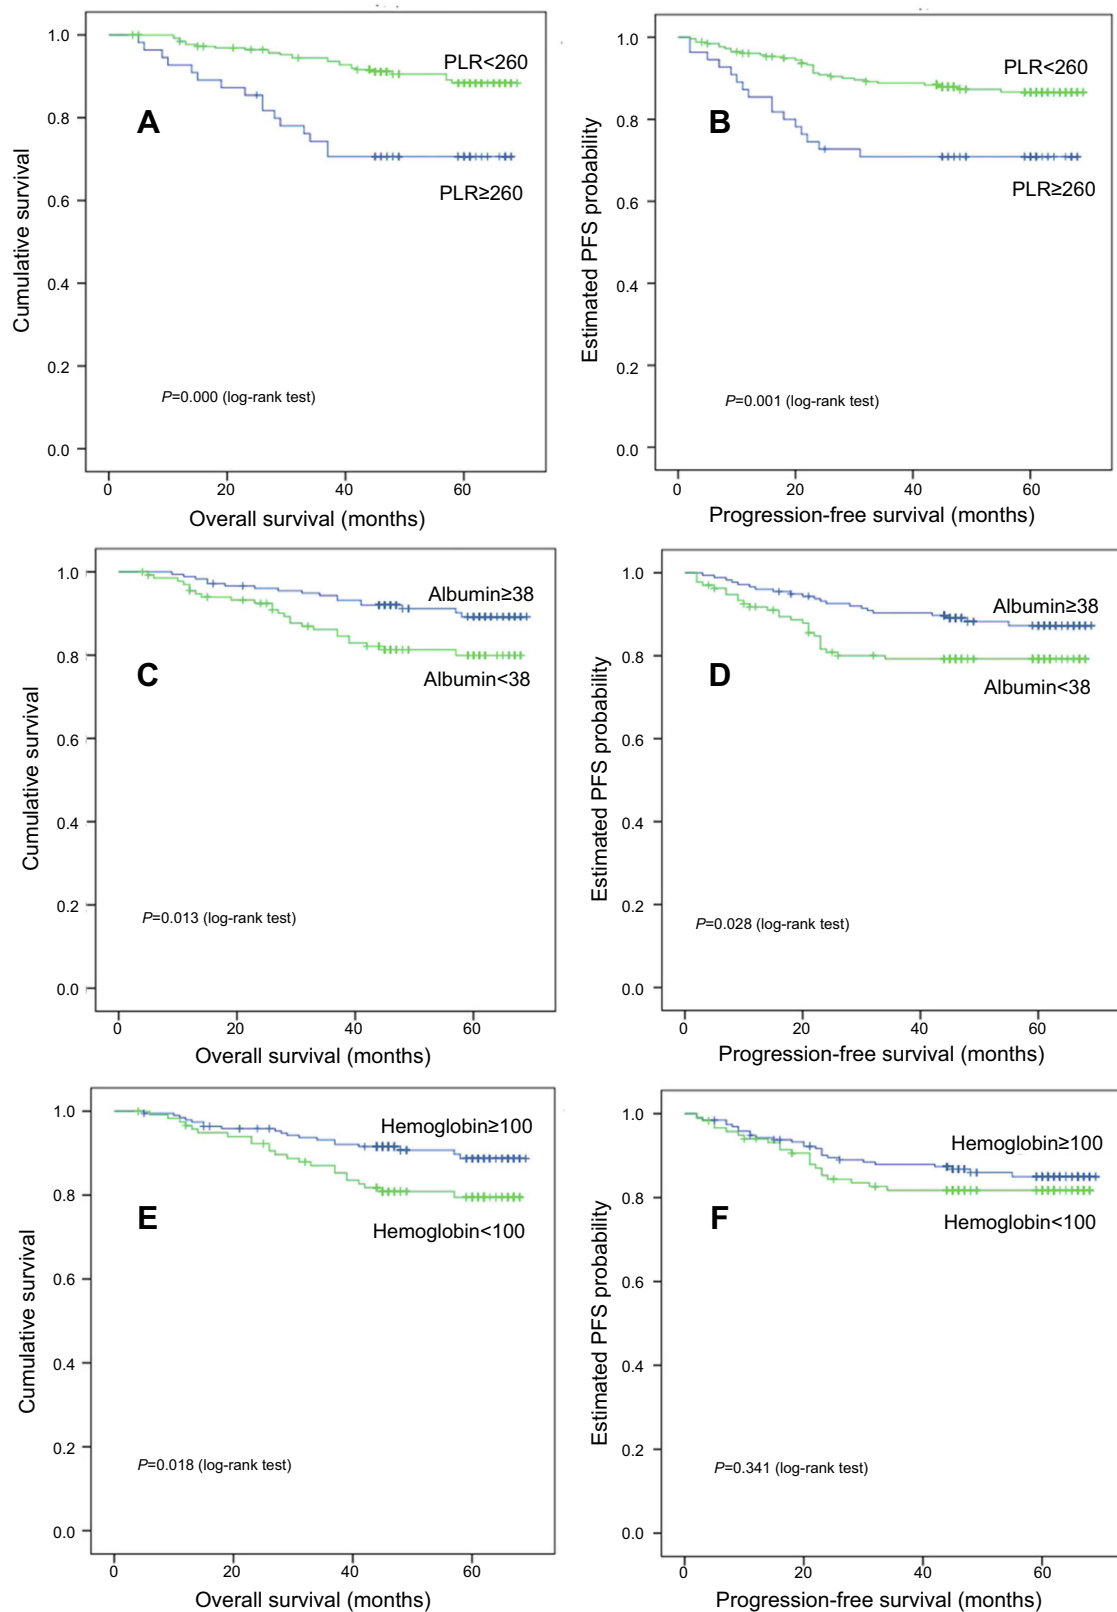 1.0
0.8
0.6
0.4
0.2
0.0
Cumulative survival
PLR<260
A
PLR≥260
P=0.000 (log-rank test)
0 20 40 60
Overall survival (months)
1.0
0.8
0.6
0.4
0.2
0.0
Estimated PFS probability
PLR<260
B
PLR≥260
P=0.001 (log-rank test)
0 20 40 60
Progression-free survival (months)
1.0
0.8
0.6
0.4
0.2
0.0
Cumulative survival
Albumin≥38
C
Albumin<38
P=0.013 (log-rank test)
0 20 40 60
Overall survival (months)
1.0
0.8
0.6
0.4
0.2
0.0
Estimated PFS probability
Albumin≥38
D
Albumin<38
P=0.028 (log-rank test)
0 20 40 60
Progression-free survival (months)
1.0
0.8
0.6
0.4
0.2
0.0
Cumulative survival
Hemoglobin≥100
E
Hemoglobin<100
P=0.018 (log-rank test)
0 20 40 60
Overall survival (months)
1.0
0.8
0.6
0.4
0.2
0.0
Estimated PFS probability
Hemoglobin≥100
F
Hemoglobin<100
P=0.341 (log-rank test)
0 20 40 60
Progression-free survival (months)